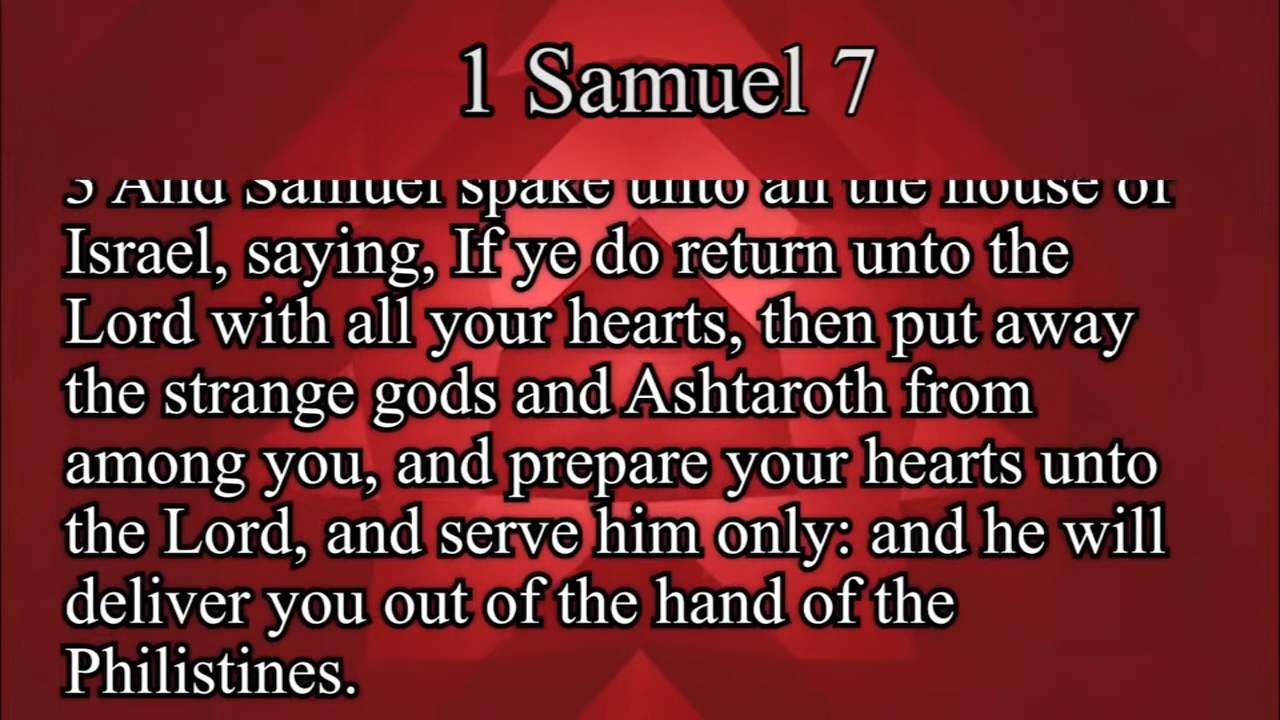 1 Samuel 7
3 And Samuel spake unto all the house of
Israel, saying, If ye do return unto the
Lord with all your hearts, then put away
the strange gods and Ashtaroth from
among you, and prepare your hearts unto
the Lord, and serve him only: and he will
deliver you out of the hand of the
Philistines.